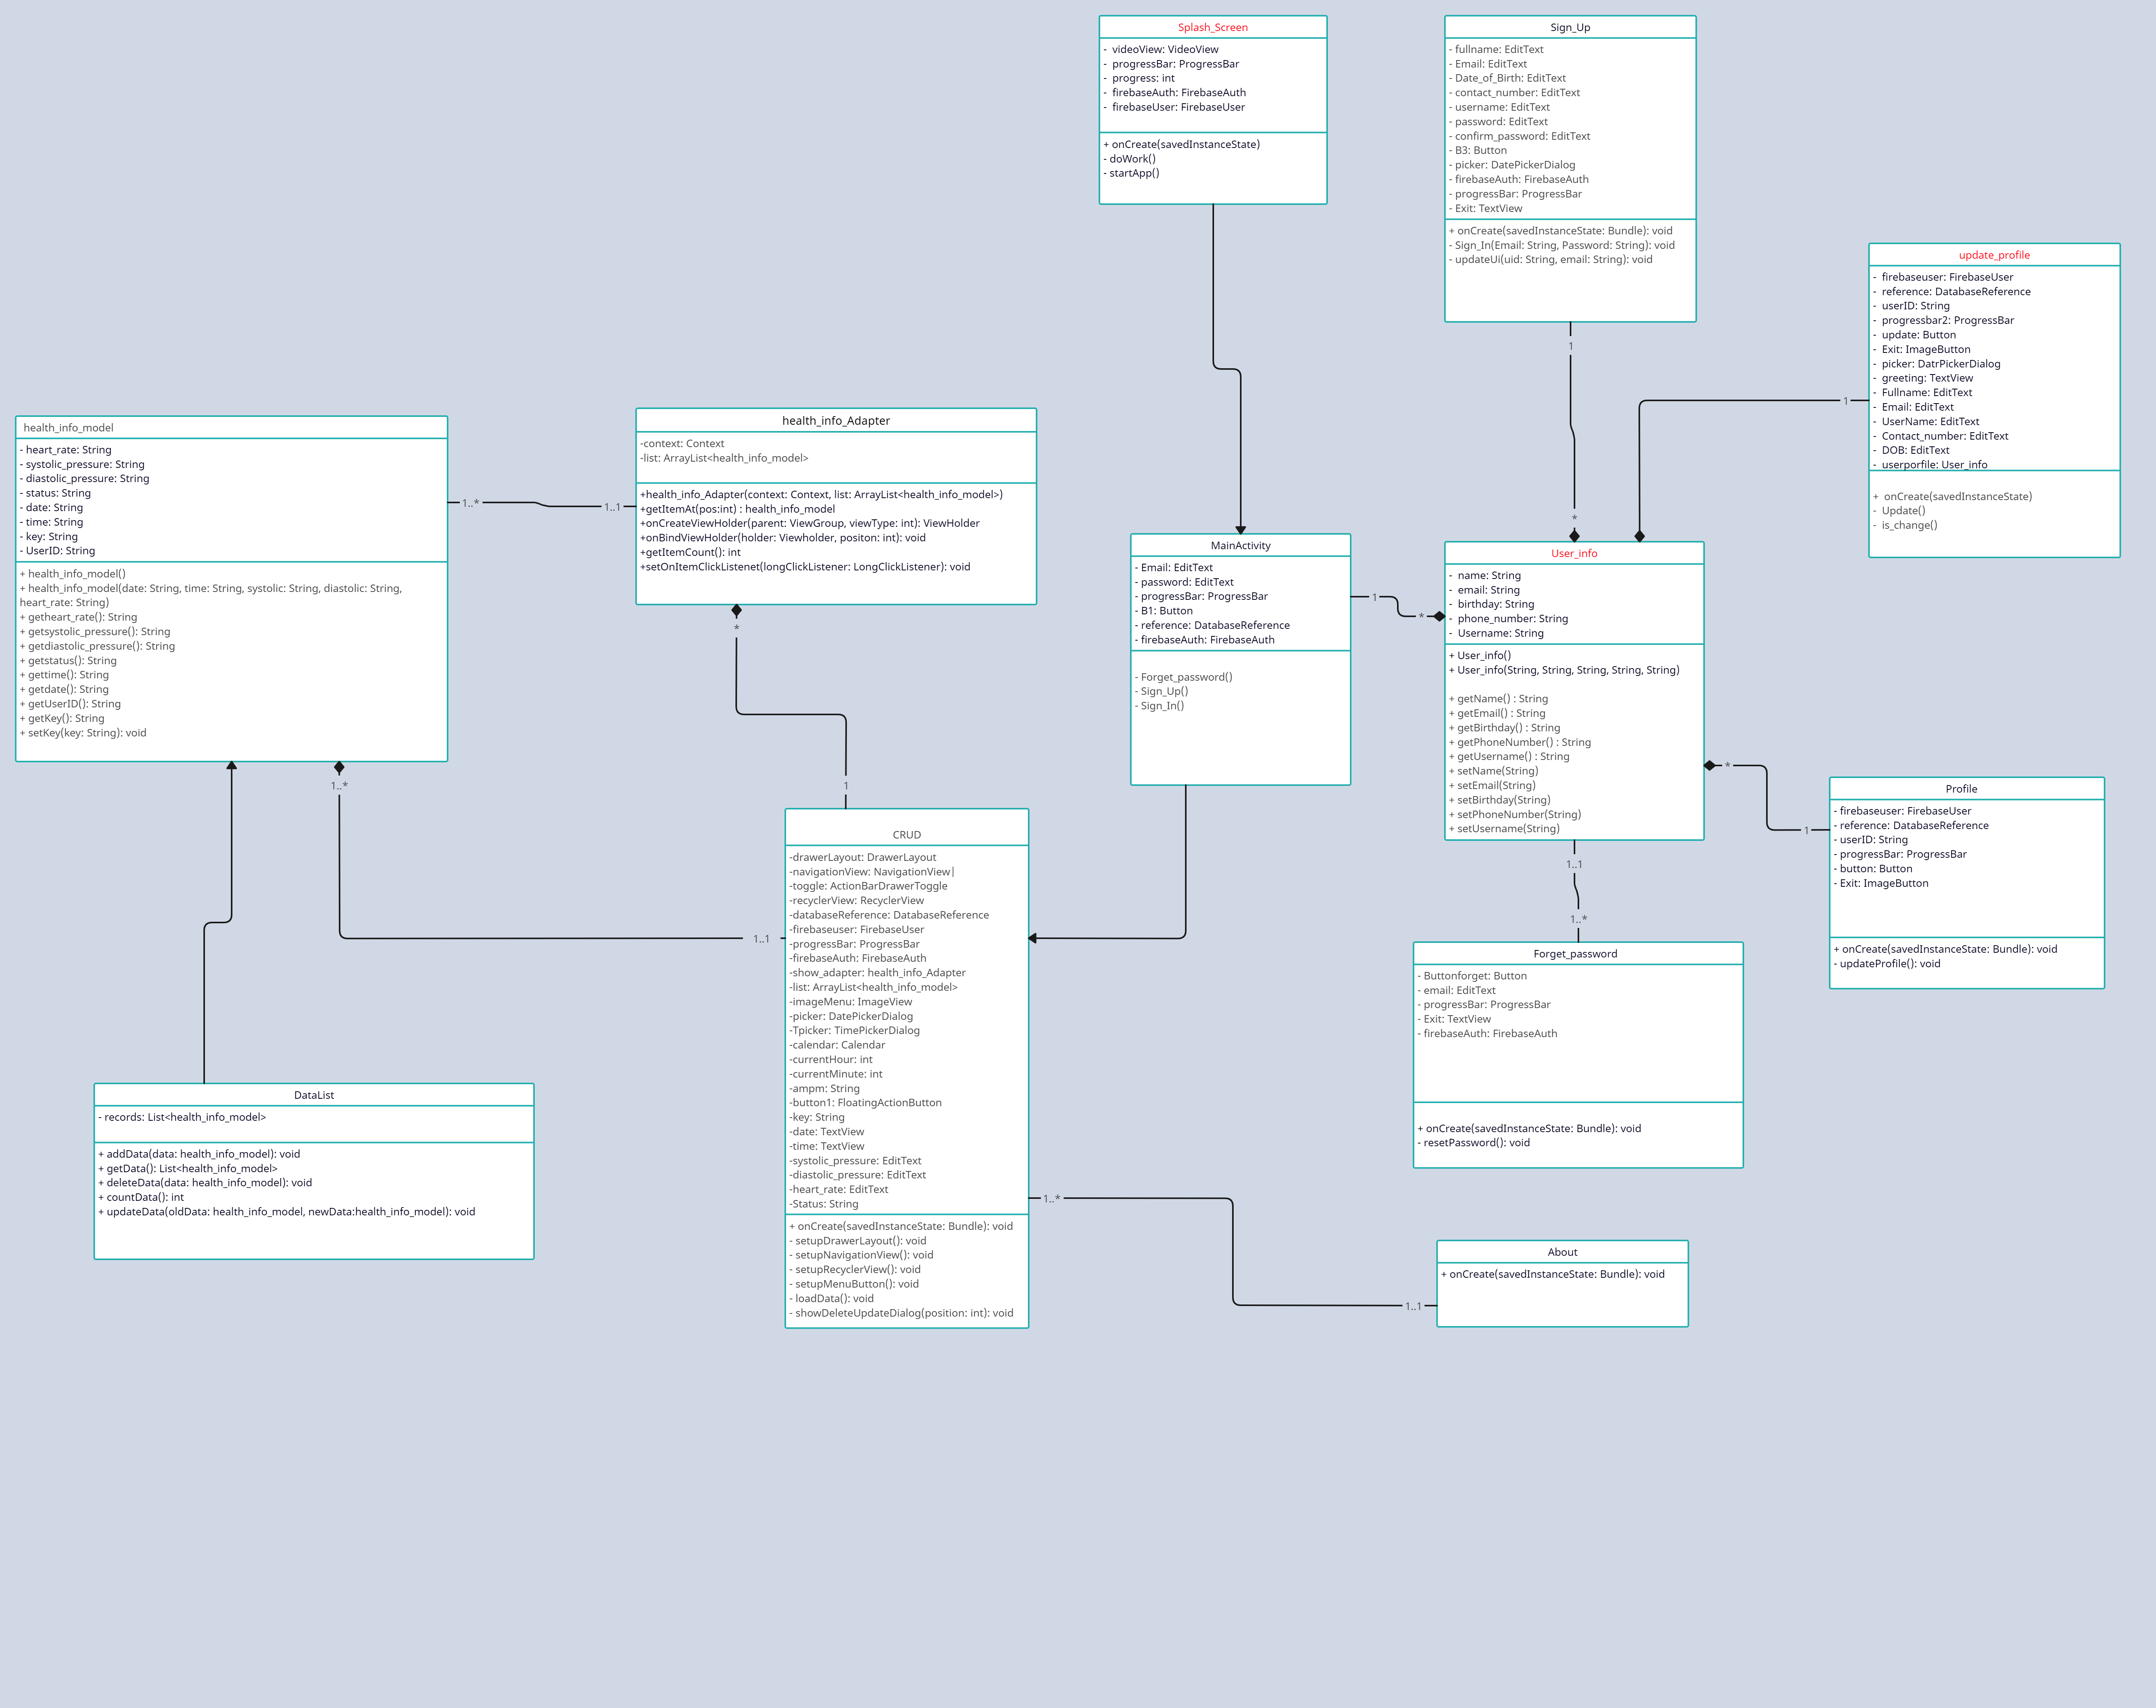 Splash_Screen
- videoView: VideoView
- progressBar: ProgressBar
- progress: int
- firebaseAuth: FirebaseAuth
- firebaseUser: FirebaseUser
+ onCreate(savedInstanceState)
- doWork()
- startApp()
Sign_Up
- fullname: EditText
- Email: EditText
- Date_of_Birth: EditText
- contact_number: EditText
- username: EditText
- password: EditText
- confirm_password: EditText
- B3: Button
- picker: DatePickerDialog
- firebaseAuth: FirebaseAuth
- progressBar: ProgressBar
- Exit: TextView
+ onCreate(savedInstanceState: Bundle): void
- Sign_In(Email: String, Password: String): void
- updateUi(uid: String, email: String): void
1
*
update_profile
- firebaseuser: FirebaseUser
- reference: DatabaseReference
- userID: String
- progressbar2: ProgressBar
- update: Button
- Exit: ImageButton
- picker: DatrPickerDialog
- greeting: TextView
- Fullname: EditText
- Email: EditText
- UserName: EditText
- Contact_number: EditText
- DOB: EditText
- userporfile: User_info
+ onCreate(savedInstanceState)
- Update()
- is_change()
1
health_info_model
- heart_rate: String
- systolic_pressure: String
- diastolic_pressure: String
- status: String
- date: String
- time: String
- key: String
- UserID: String
+ health_info_model()
+ health_info_model(date: String, time: String, systolic: String, diastolic: String,
heart_rate: String)
+ getheart_rate(): String
+ getsystolic_pressure(): String
+ getdiastolic_pressure(): String
+ getstatus(): String
+ gettime(): String
+ getdate(): String
+ getUserID(): String
+ getKey(): String
+ setKey(key: String): void
1..*
1..1
health_info_Adapter
-context: Context
-list: ArrayList<health_info_model>
+health_info_Adapter(context: Context, list: ArrayList<health_info_model>)
+getItemAt(pos:int) : health_info_model
+onCreateViewHolder(parent: ViewGroup, viewType: int): ViewHolder
+onBindViewHolder(holder: Viewholder, positon: int): void
+getItemCount(): int
+setOnItemClickListenet(longClickListener: LongClickListener): void
*
1
MainActivity
- Email: EditText
- password: EditText
- progressBar: ProgressBar
- B1: Button
- reference: DatabaseReference
- firebaseAuth: FirebaseAuth
- Forget_password()
- Sign_Up()
- Sign_In()
1
*
User_info
- name: String
- email: String
- birthday: String
- phone_number: String
- Username: String
+ User_info()
+ User_info(String, String, String, String, String)
+ getName() : String
+ getEmail() : String
+ getBirthday() : String
+ getPhoneNumber() : String
+ getUsername() : String
+ setName(String)
+ setEmail(String)
+ setBirthday(String)
+ setPhoneNumber(String)
+ setUsername(String)
*
1
Profile
- firebaseuser: FirebaseUser
- reference: DatabaseReference
- userID: String
- progressBar: ProgressBar
- button: Button
- Exit: ImageButton
+ onCreate(savedInstanceState: Bundle): void
- updateProfile(): void
1..1
1..*
Forget_password
- Buttonforget: Button
- email: EditText
- progressBar: ProgressBar
- Exit: TextView
- firebaseAuth: FirebaseAuth
+ onCreate(savedInstanceState: Bundle): void
- resetPassword(): void
1..*
1..1
CRUD
-drawerLayout: DrawerLayout
-navigationView: NavigationView|
-toggle: ActionBarDrawerToggle
-recyclerView: RecyclerView
-databaseReference: DatabaseReference
-firebaseuser: FirebaseUser
-progressBar: ProgressBar
-firebaseAuth: FirebaseAuth
-show_adapter: health_info_Adapter
-list: ArrayList<health_info_model>
-imageMenu: ImageView
-picker: DatePickerDialog
-Tpicker: TimePickerDialog
-calendar: Calendar
-currentHour: int
-currentMinute: int
-ampm: String
-button1: FloatingActionButton
-key: String
-date: TextView
-time: TextView
-systolic_pressure: EditText
-diastolic_pressure: EditText
-heart_rate: EditText
-Status: String
+ onCreate(savedInstanceState: Bundle): void
- setupDrawerLayout(): void
- setupNavigationView(): void
- setupRecyclerView(): void
- setupMenuButton(): void
- loadData(): void
- showDeleteUpdateDialog(position: int): void
DataList
- records: List<health_info_model>
+ addData(data: health_info_model): void
+ getData(): List<health_info_model>
+ deleteData(data: health_info_model): void
+ countData(): int
+ updateData(oldData: health_info_model, newData:health_info_model): void
1..*
1..1
About
+ onCreate(savedInstanceState: Bundle): void